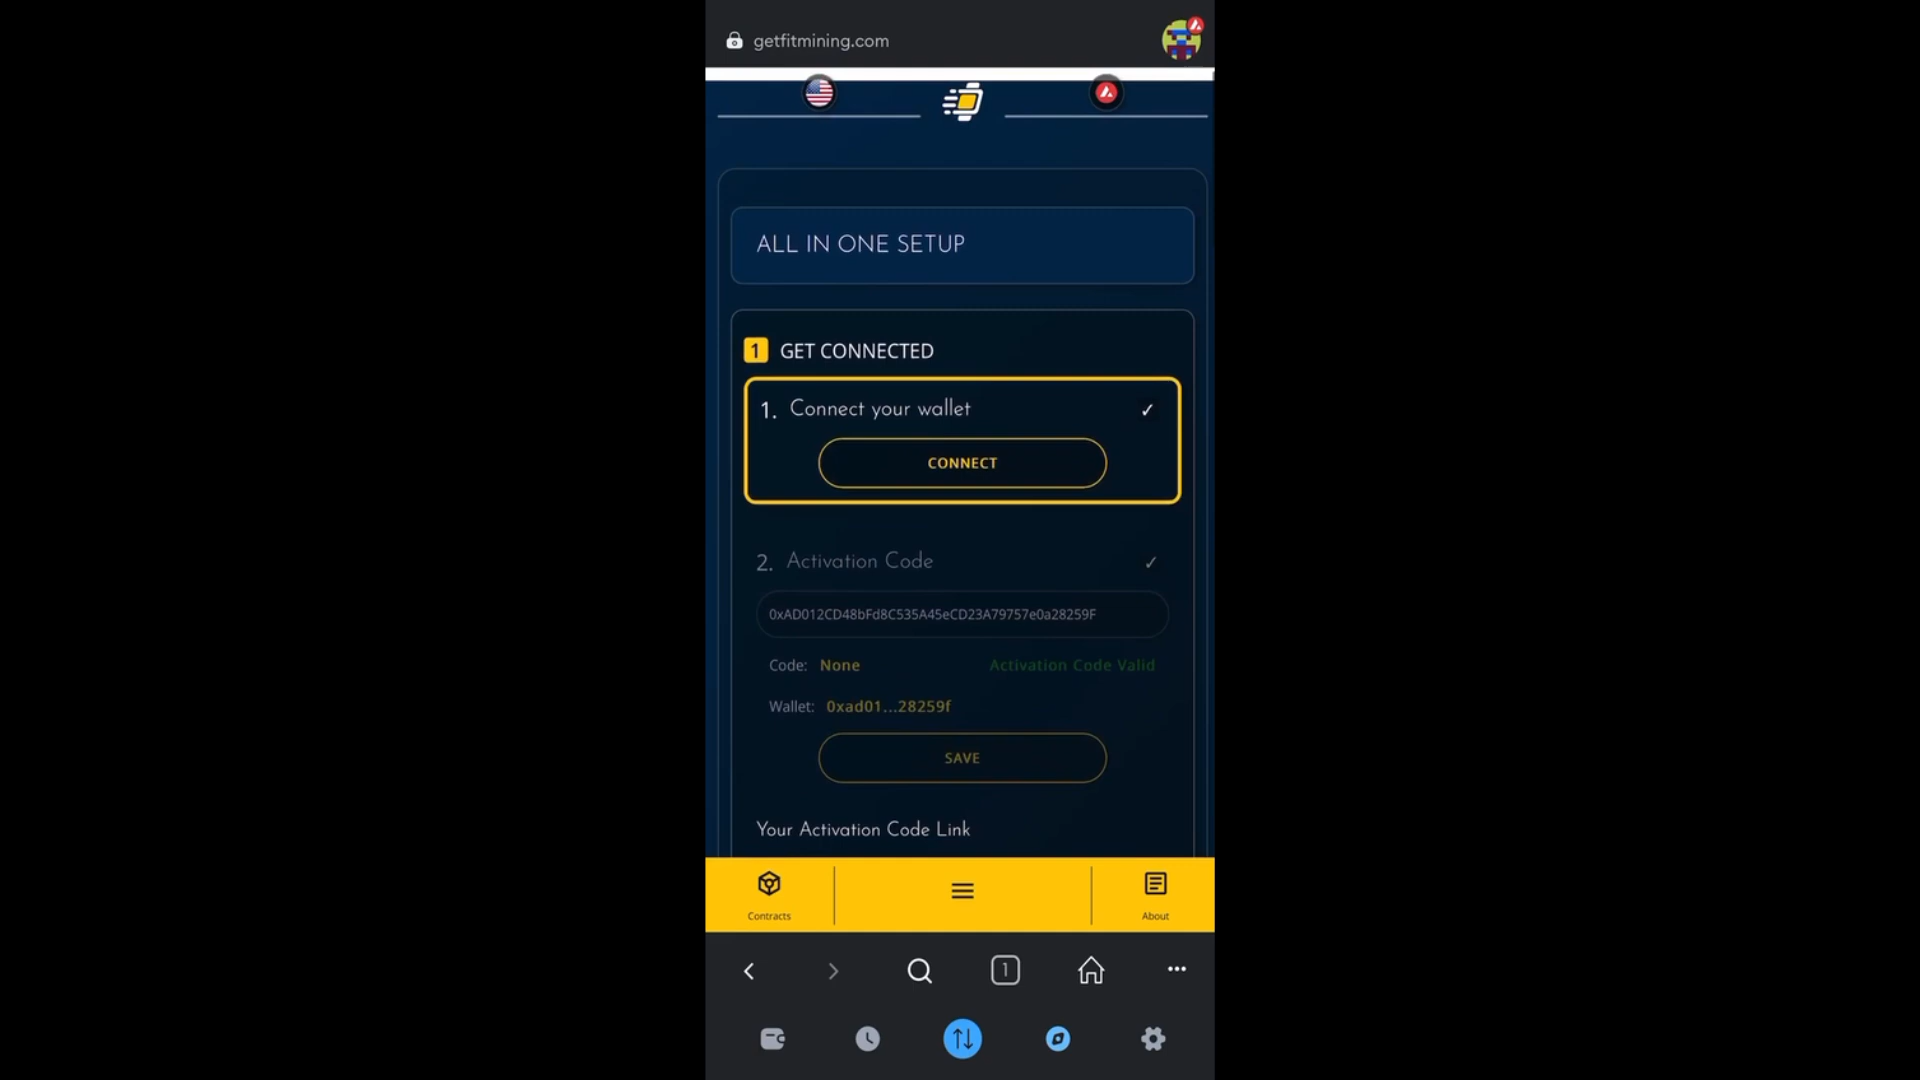 getfitmining.com
ALL IN ONE SETUP
1 GET CONNECTED
1. Connect your wallet ✓
CONNECT
2. Activation Code ✓
0xAD012CD48bFd8C535A45eCD23A79757e0a28259F
Code: None Activation Code Valid
Wallet: 0xad01...28259f
SAVE
Your Activation Code Link
Contracts About
1